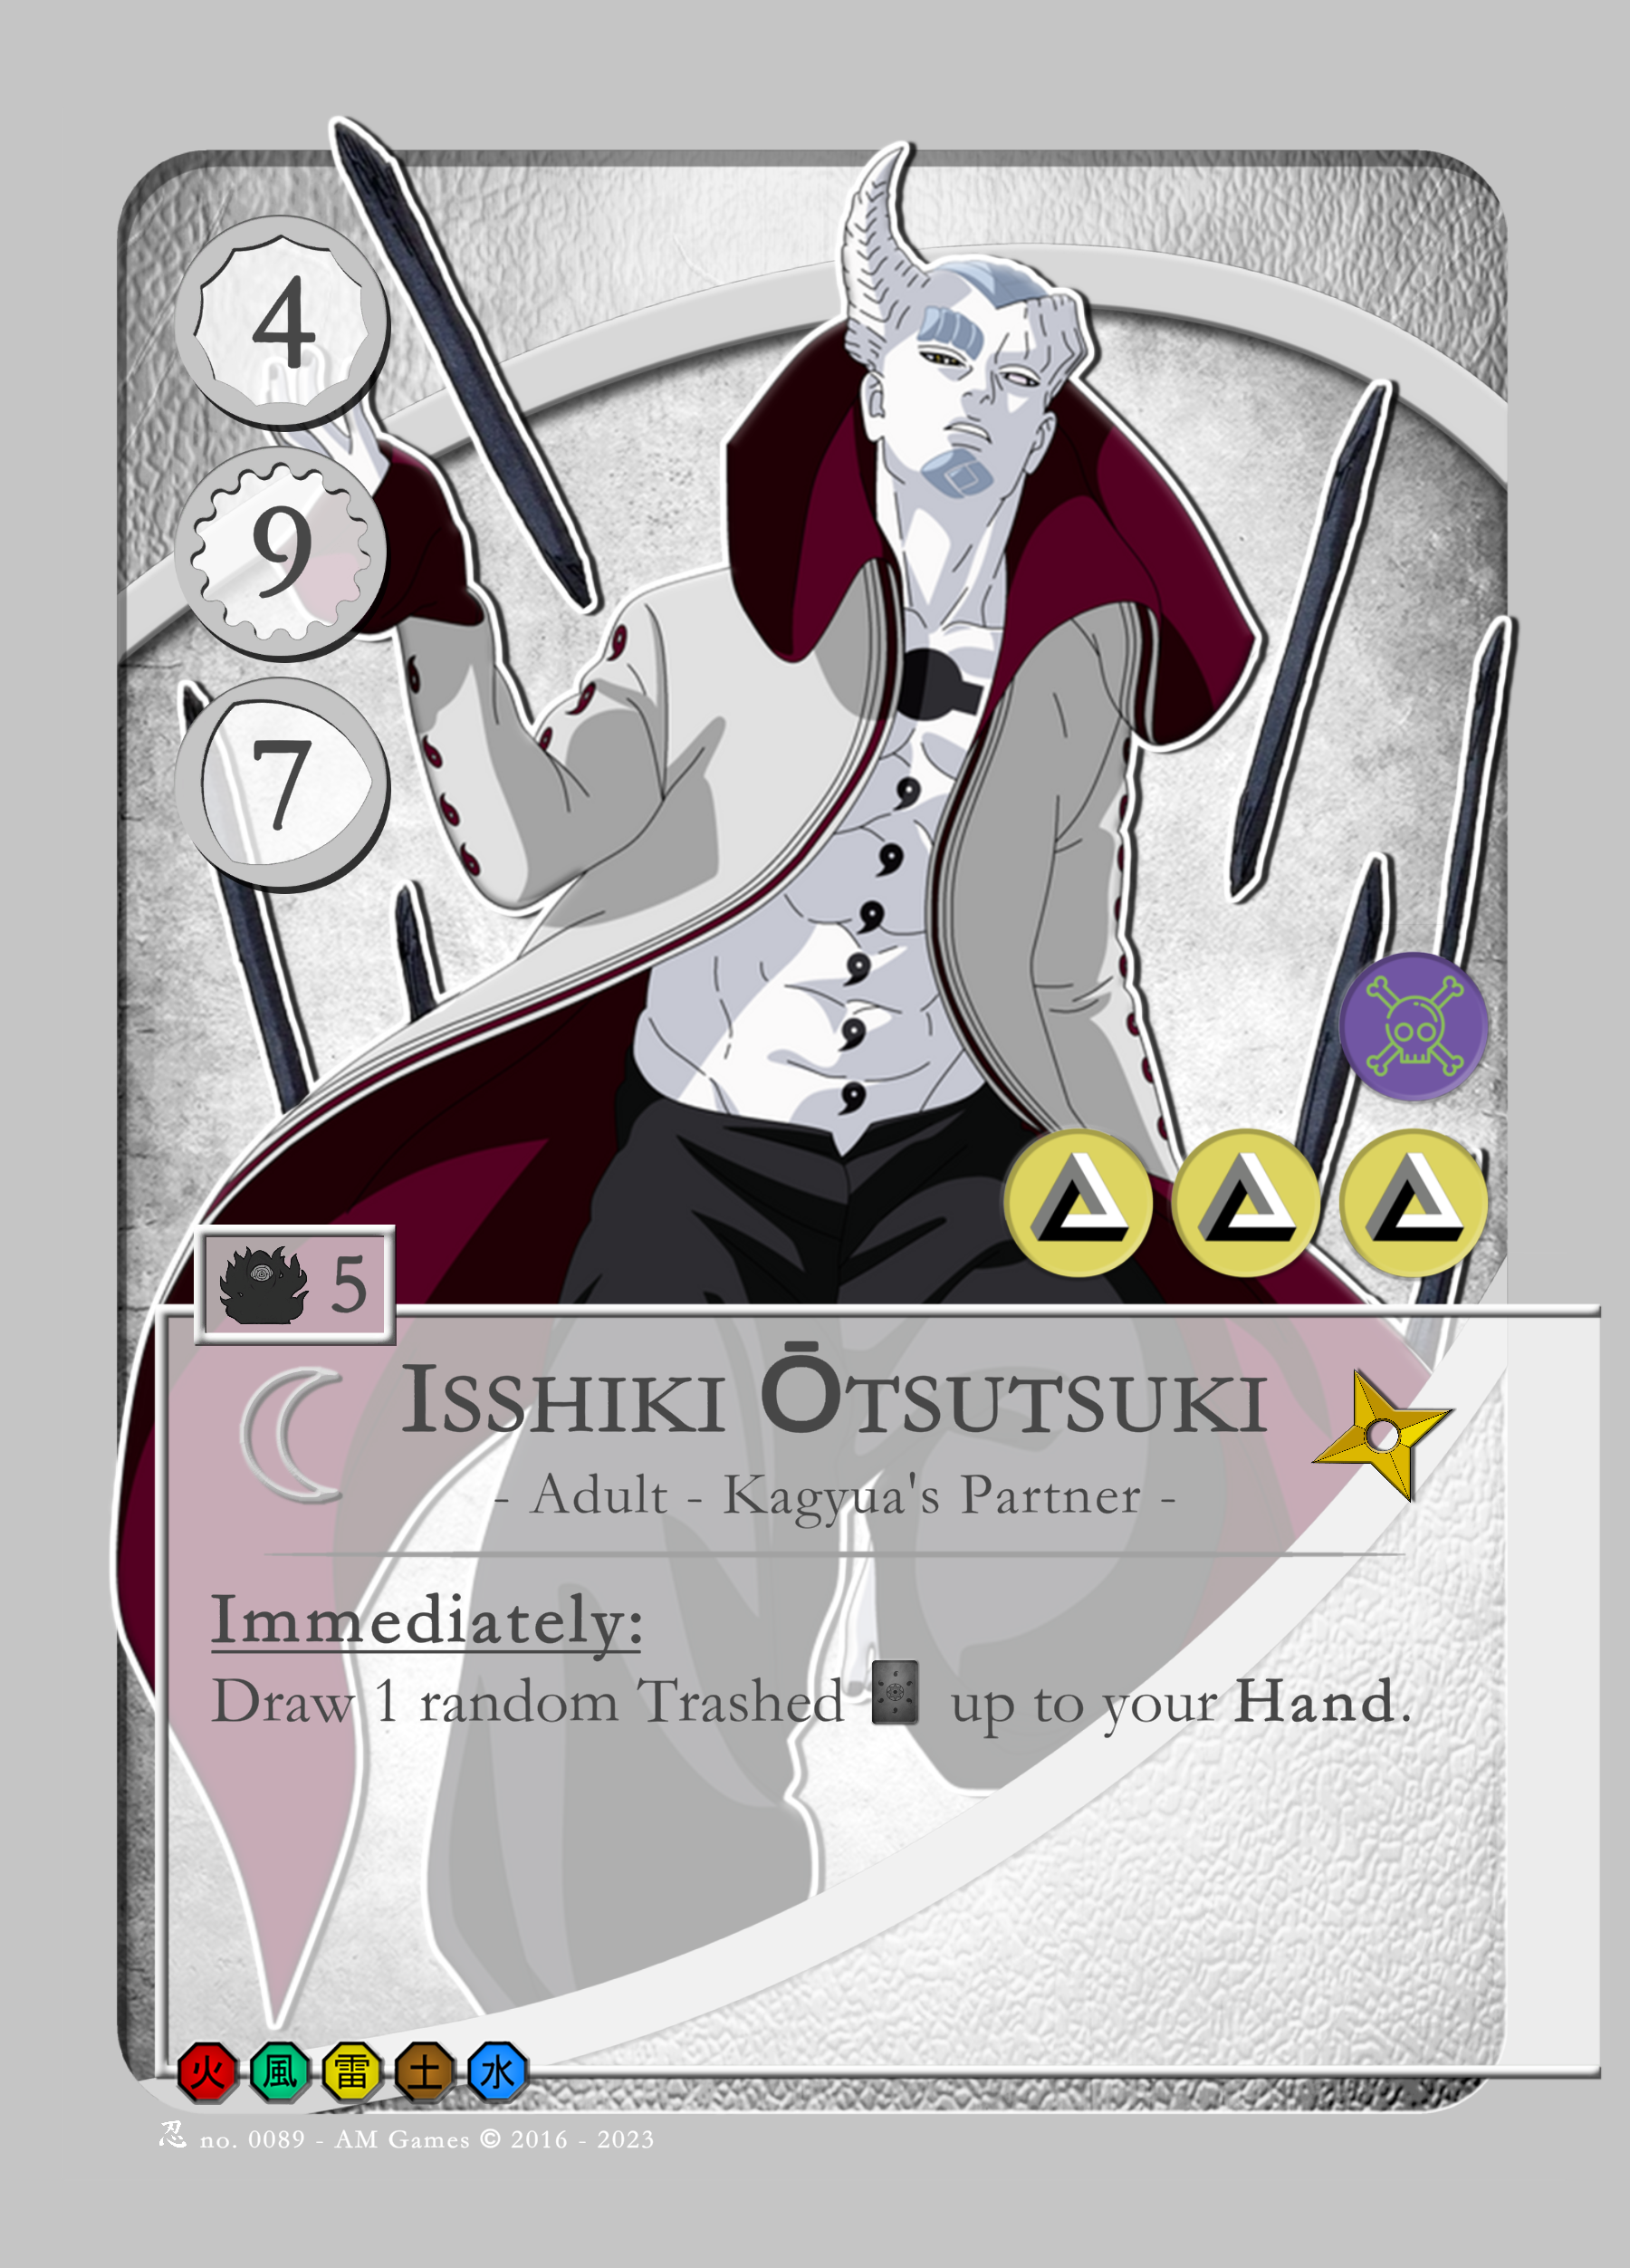 4
9
7
5
ISSHIKI ŌTSUTSUKI
- Adult - Kagyua's Partner -
Immediately:
Draw 1 random Trashed up to your Hand.
火 風 雷 土 水
忍 no. 0089 - AM Games © 2016 - 2023